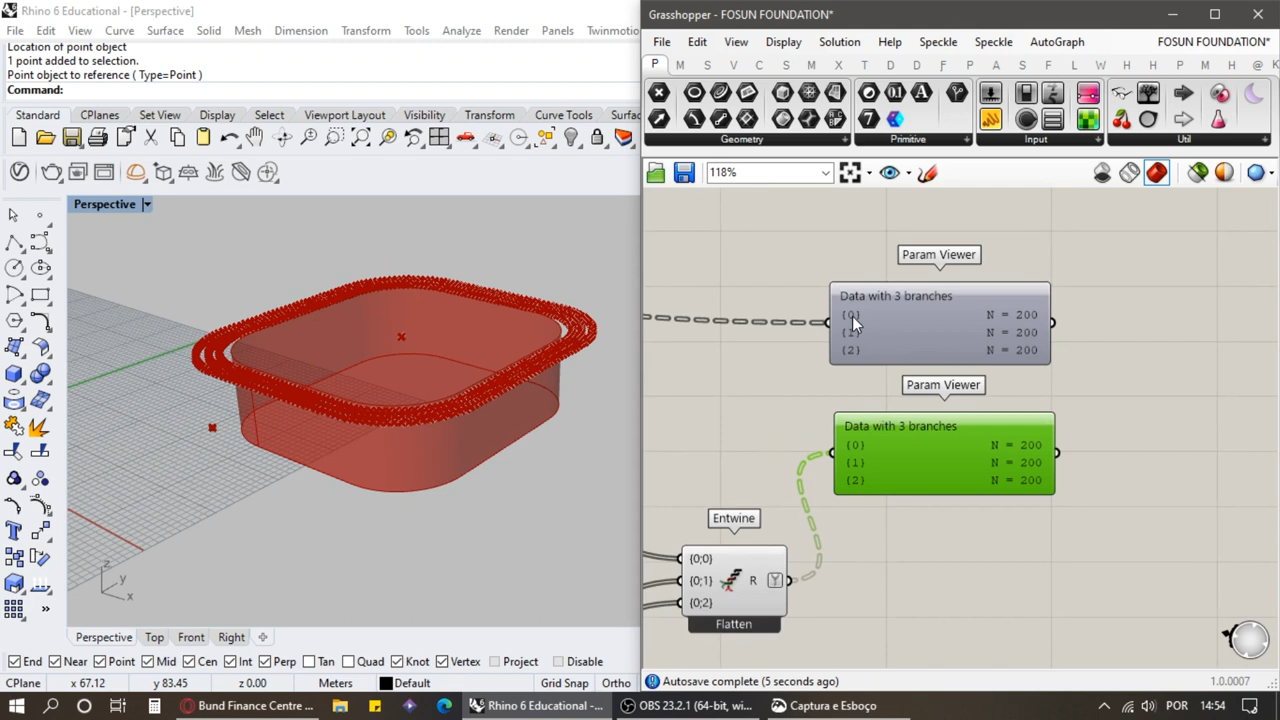 Rhino 6 Educational - [Perspective]
File Edit View Curve Surface Solid Mesh Dimension Transform Tools Analyze Render Panels Twinmotio
Location of point object
1 point added to selection.
Point object to reference ( Type=Point )
Command:
Standard CPlanes Set View Display Select Viewport Layout Visibility Transform Curve Tools Surfa
Perspective
z
y
x
Perspective Top Front Right
End Near Point Mid Cen Int Perp Tan Quad Knot Vertex Project Disable
CPlane x 67.12 y 83.45 z 0.00 Meters Default Grid Snap Ortho
Grasshopper - FOSUN FOUNDATION*
File Edit View Display Solution Help Speckle Speckle AutoGraph FOSUN FOUNDATION*
P M S V C S M X T D D F F A S F L W H H P M H @ K
Geometry Primitive Input Util
118%
Param Viewer
Data with 3 branches
{0} N = 200
{1} N = 200
{2} N = 200
Param Viewer
Data with 3 branches
{0} N = 200
{1} N = 200
{2} N = 200
Entwine
{0;0}
{0;1} R
{0;2}
Flatten
Autosave complete (5 seconds ago) 1.0.0007
Bund Finance Centre ... Rhino 6 Educational -... OBS 23.2.1 (64-bit, wi... Captura e Esboço POR 14:54